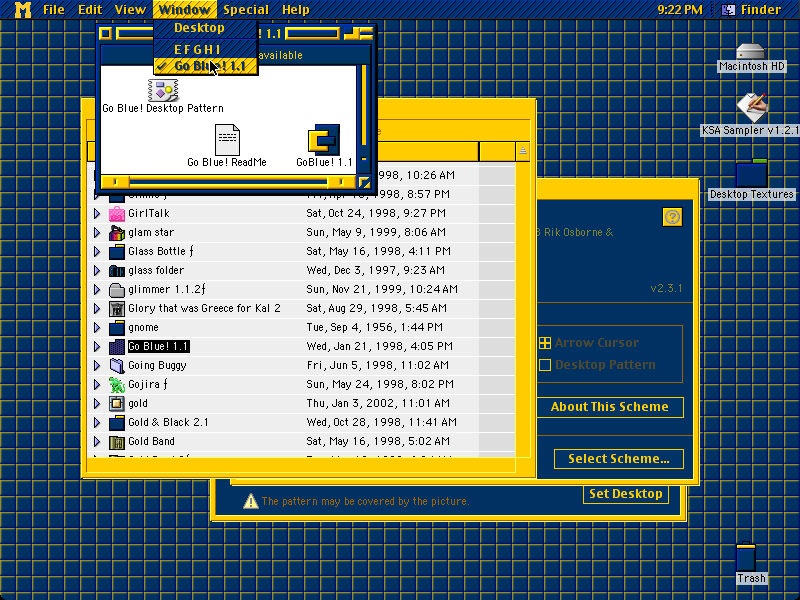 M File Edit View Window Special Help 9:22 PM Finder
Desktop
E F G H I
✓ Go Blue! 1.1
! 1.1
available
Go Blue! Desktop Pattern
Go Blue! ReadMe
GoBlue! 1.1
Macintosh HD
KSA Sampler v1.2.1
Desktop Textures
Trash
1998, 10:26 AM
1998, 8:57 PM
GirlTalk Sat, Oct 24, 1998, 9:27 PM
glam star Sun, May 9, 1999, 8:06 AM
Glass Bottle ƒ Sat, May 16, 1998, 4:11 PM
glass folder Wed, Dec 3, 1997, 9:23 AM
glimmer 1.1.2ƒ Sun, Nov 21, 1999, 10:24 AM
Glory that was Greece for Kal 2 Sat, Aug 29, 1998, 5:45 AM
gnome Tue, Sep 4, 1956, 1:44 PM
Go Blue! 1.1 Wed, Jan 21, 1998, 4:05 PM
Going Buggy Fri, Jun 5, 1998, 11:02 AM
Gojira ƒ Sun, May 24, 1998, 8:02 PM
gold Thu, Jan 3, 2002, 11:01 AM
Gold & Black 2.1 Wed, Oct 28, 1998, 11:41 AM
Gold Band Sat, May 16, 1998, 5:02 AM
Rik Osborne &
v2.3.1
Arrow Cursor
Desktop Pattern
About This Scheme
Select Scheme...
The pattern may be covered by the picture.
Set Desktop